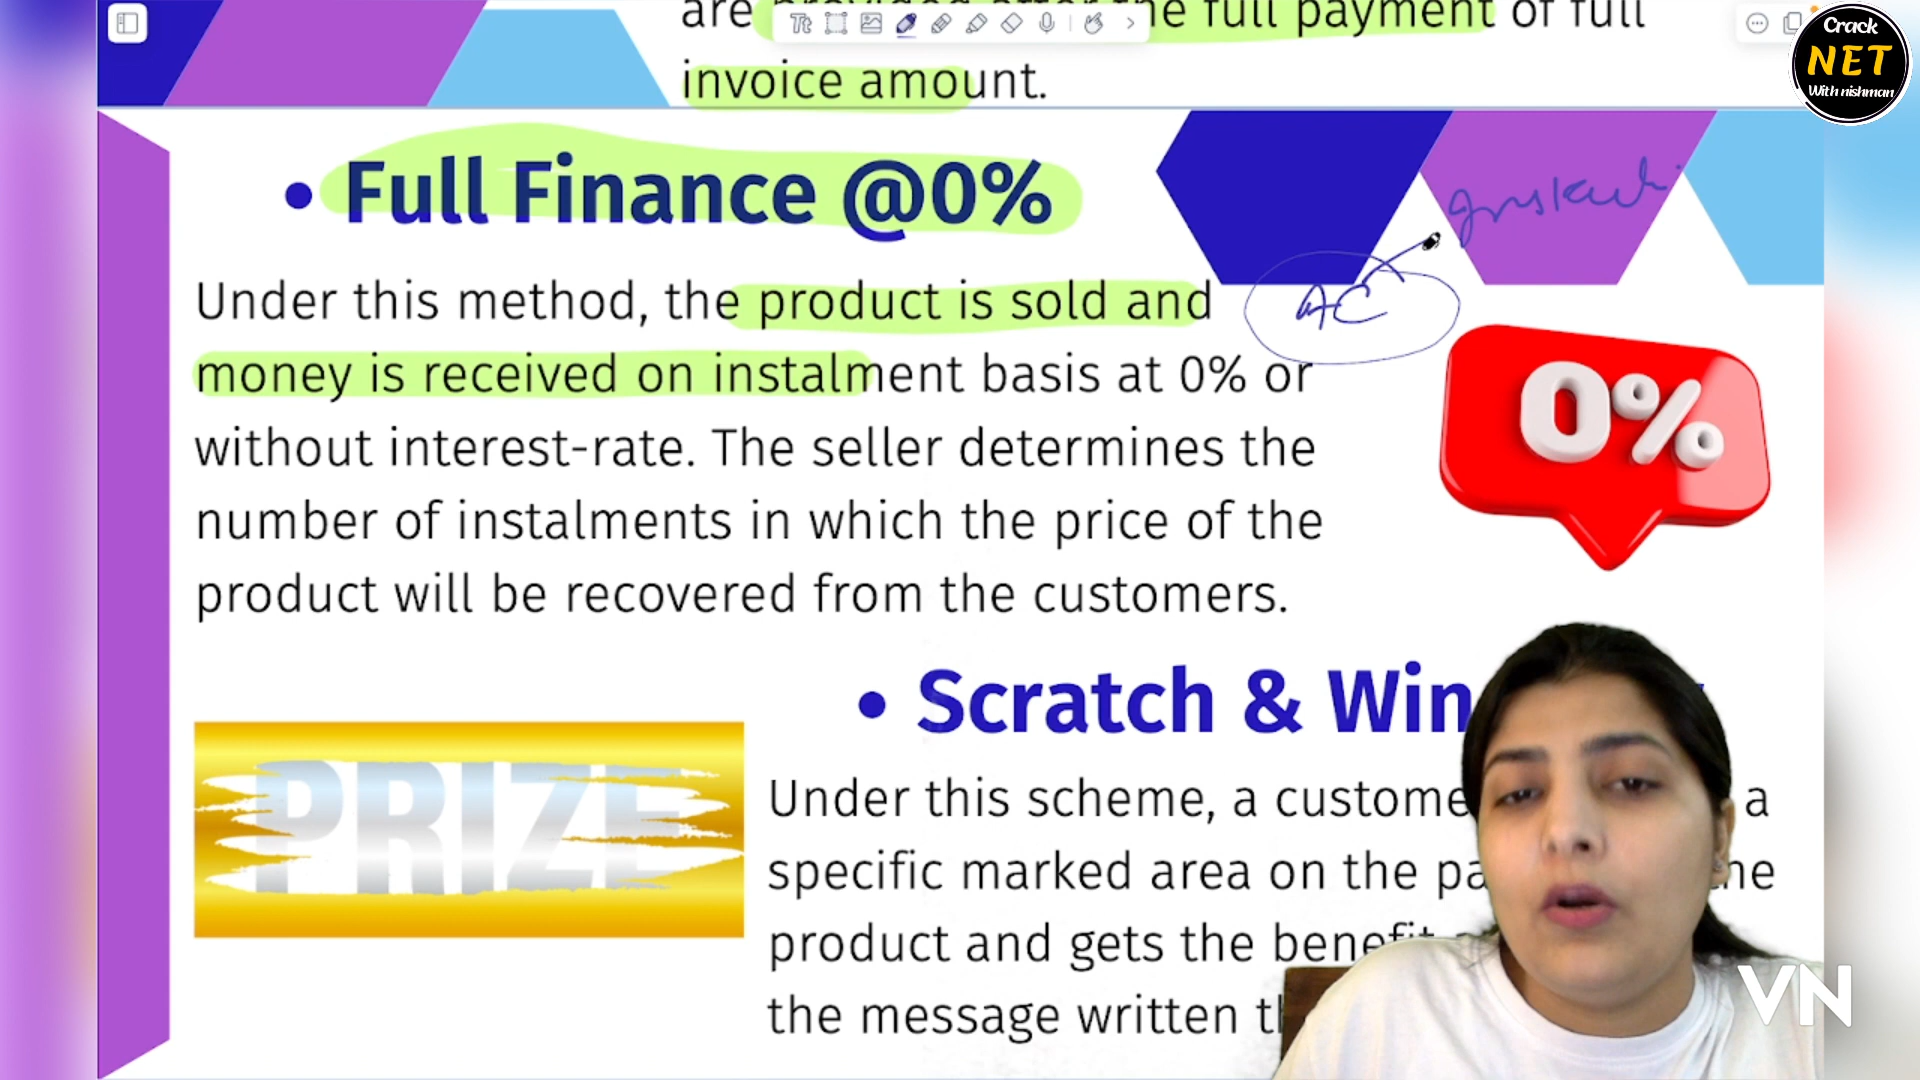 are provided after the full payment of full
invoice amount.
Crack
NET
With nishman
• Full Finance @0%
AC
Under this method, the product is sold and
money is received on instalment basis at 0% or
without interest-rate. The seller determines the
number of instalments in which the price of the
product will be recovered from the customers.
0%
• Scratch & Win
PRIZE
Under this scheme, a a
specific marked area on the
product and gets the
the message written
VN